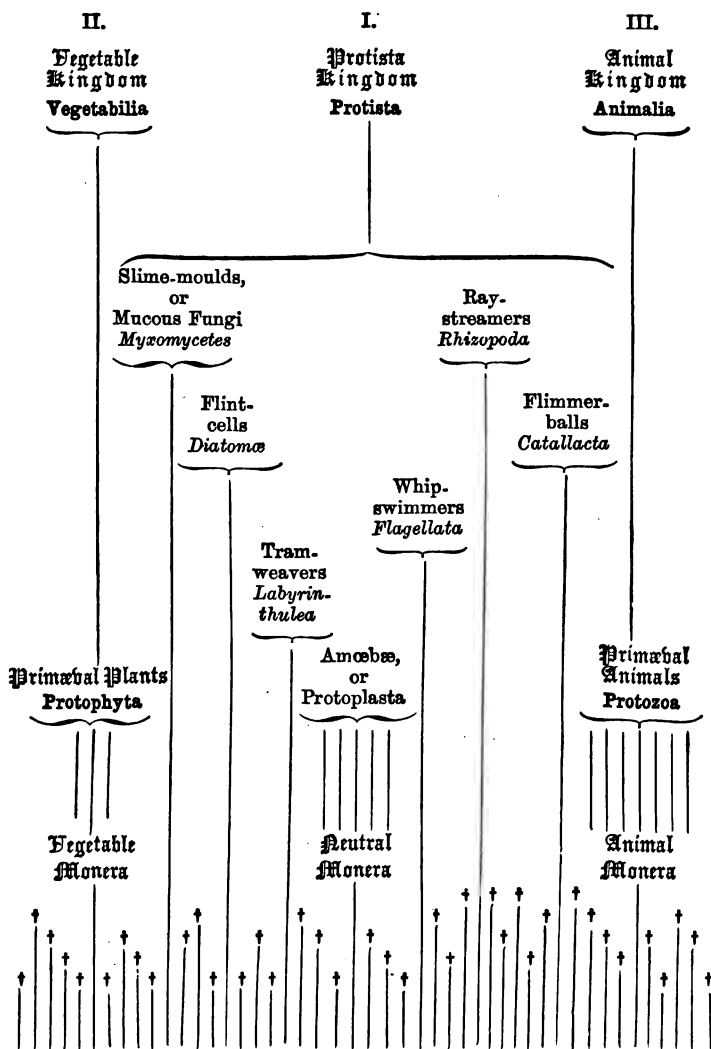 II.
Vegetable
Kingdom
Vegetabilia
I.
Protista
Kingdom
Protista
III.
Animal
Kingdom
Animalia
Slime-moulds,
or
Mucous Fungi
Myxomycetes
Ray-
streamers
Rhizopoda
Flint-
cells
Diatomæ
Flimmer-
balls
Catallacta
Whip-
swimmers
Flagellata
Tram-
weavers
Labyrin-
thulea
Amœbæ,
or
Protoplasta
Primæval Plants
Protophyta
Primæval
Animals
Protozoa
Vegetable
Monera
Neutral
Monera
Animal
Monera